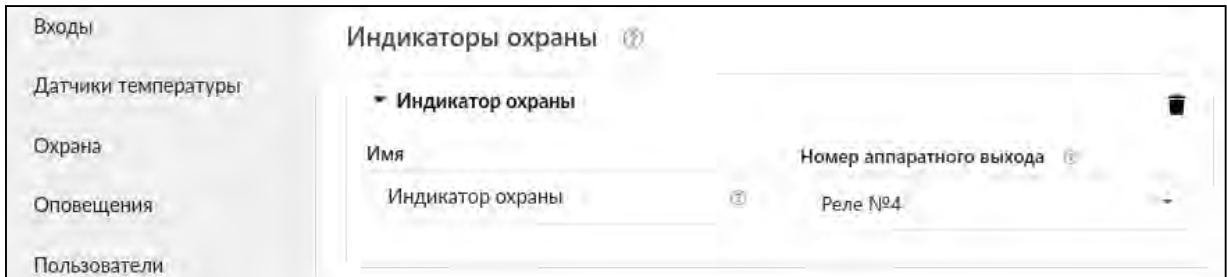 Входы
Датчики температуры
Охрана
Оповещения
Пользователи
Индикаторы охраны
Индикатор охраны
Имя
Номер аппаратного выхода
Индикатор охраны
Реле №4